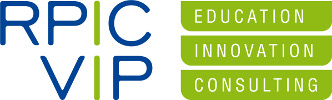 RPIC
VIP
EDUCATION
INNOVATION
CONSULTING